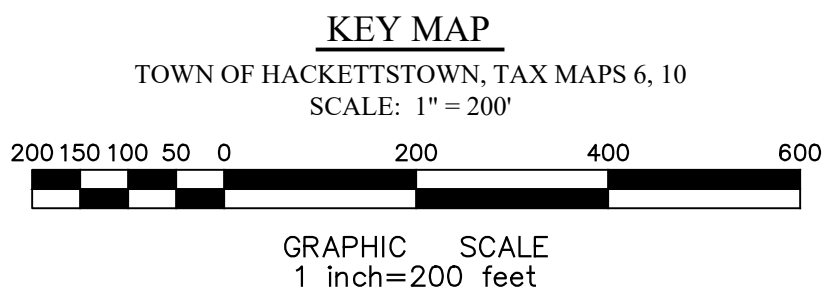 KEY MAP
TOWN OF HACKETTSTOWN, TAX MAPS 6, 10
SCALE: 1" = 200'
200 150 100 50 0 200 400 600
GRAPHIC SCALE
1 inch=200 feet